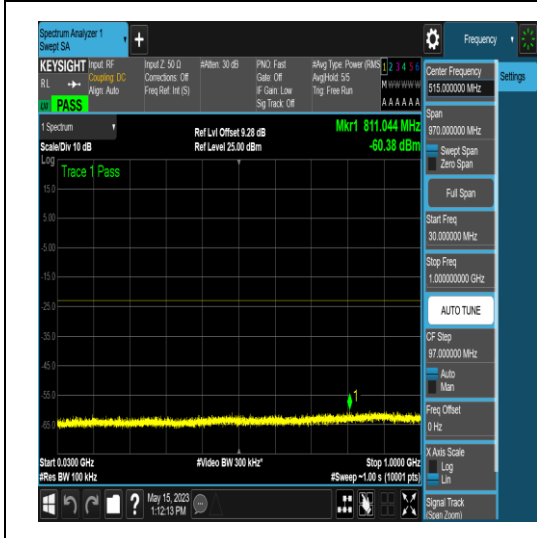 Spectrum Analyzer 1
Swept SA
Frequency
KEYSIGHT
RL
Input: RF
Coupling: DC
Align: Auto
Input Z: 50 Ω
Corrections: Off
Freq Ref: Int (S)
#Atten: 30 dB
PNO: Fast
Gate: Off
IF Gain: Low
Sig Track: Off
#Avg Type: Power (RMS
Avg|Hold: 5/5
Trig: Free Run
1 2 3 4 5 6
M W W W W W
A A A A A A
PASS
1 Spectrum
Scale/Div 10 dB
Ref Lvl Offset 9.28 dB
Ref Level 25.00 dBm
Mkr1 811.044 MHz
-60.38 dBm
Log
Trace 1 Pass
15.0
5.00
-5.00
-15.0
-25.0
-35.0
-45.0
-55.0
-65.0
1
Start 0.0300 GHz
#Res BW 100 kHz
#Video BW 300 kHz*
Stop 1.0000 GHz
#Sweep ~1.00 s (10001 pts)
May 15, 2023
1:12:13 PM
Center Frequency
515.000000 MHz
Settings
Span
970.000000 MHz
Swept Span
Zero Span
Full Span
Start Freq
30.000000 MHz
Stop Freq
1.000000000 GHz
AUTO TUNE
CF Step
97.000000 MHz
Auto
Man
Freq Offset
0 Hz
X Axis Scale
Log
Lin
Signal Track
(Span Zoom)